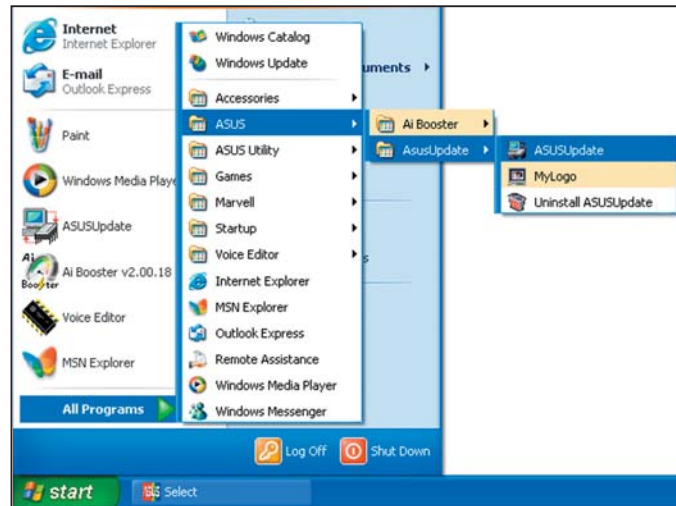 Internet
Internet Explorer
E-mail
Outlook Express
Paint
Windows Media Playe
ASUSUpdate
Ai Booster
Ai Booster v2.00.18
Voice Editor
MSN Explorer
All Programs
Windows Catalog
Windows Update
Accessories
ASUS
ASUS Utility
Games
Marvell
Startup
Voice Editor
Internet Explorer
MSN Explorer
Outlook Express
Remote Assistance
Windows Media Player
Windows Messenger
uments
s
Ai Booster
AsusUpdate
ASUSUpdate
MyLogo
Uninstall ASUSUpdate
Log Off
Shut Down
start
Select